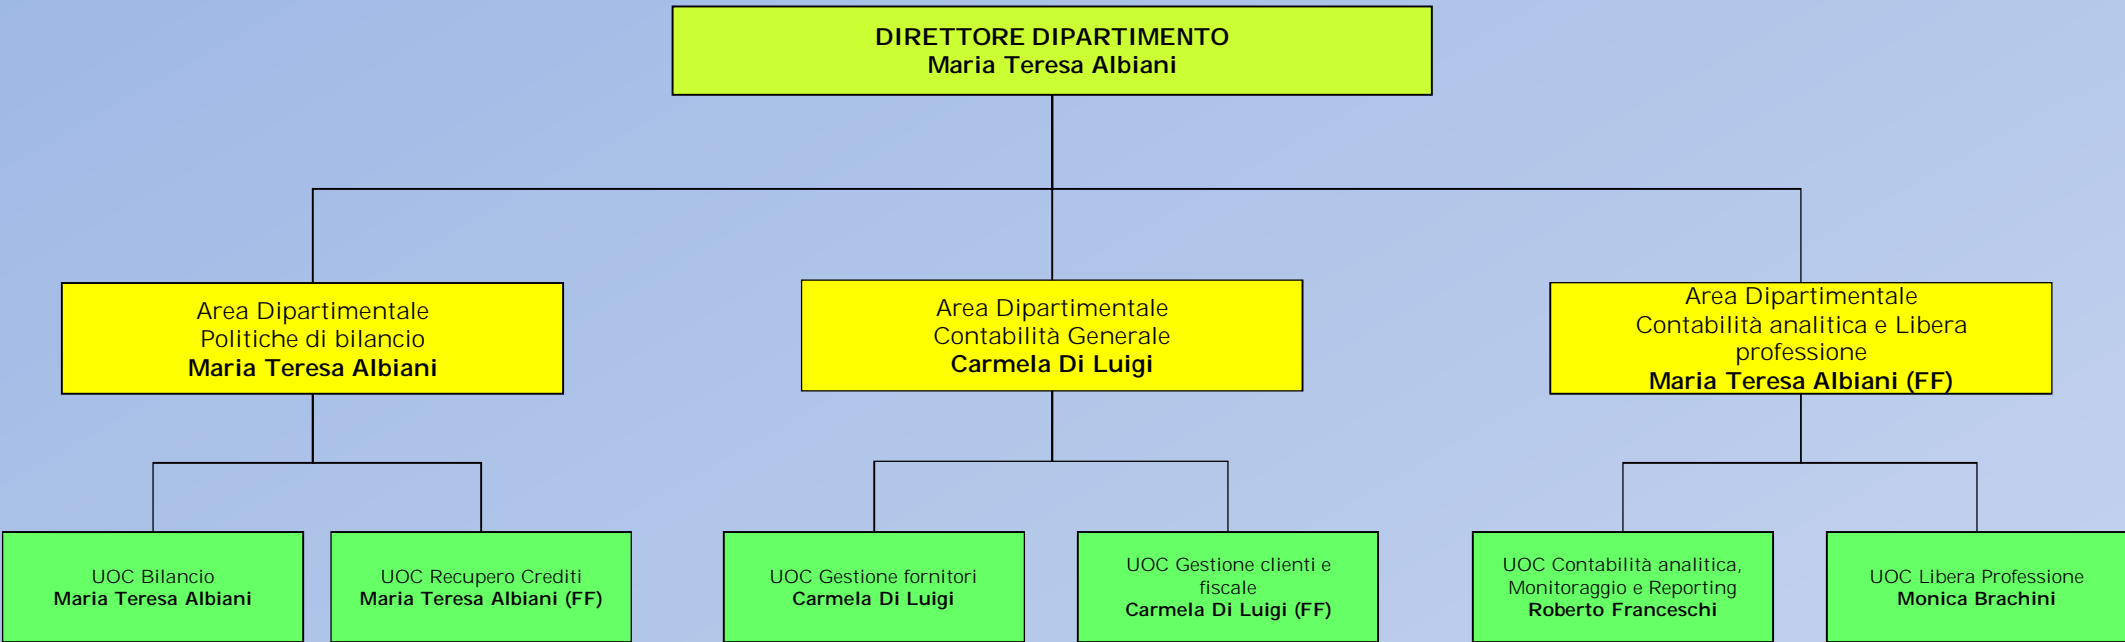 DIRETTORE DIPARTIMENTO
Maria Teresa Albiani
Area Dipartimentale
Politiche di bilancio
Maria Teresa Albiani
Area Dipartimentale
Contabilità Generale
Carmela Di Luigi
Area Dipartimentale
Contabilità analitica e Libera
professione
Maria Teresa Albiani (FF)
UOC Bilancio
Maria Teresa Albiani
UOC Recupero Crediti
Maria Teresa Albiani (FF)
UOC Gestione fornitori
Carmela Di Luigi
UOC Gestione clienti e
fiscale
Carmela Di Luigi (FF)
UOC Contabilità analitica,
Monitoraggio e Reporting
Roberto Franceschi
UOC Libera Professione
Monica Brachini